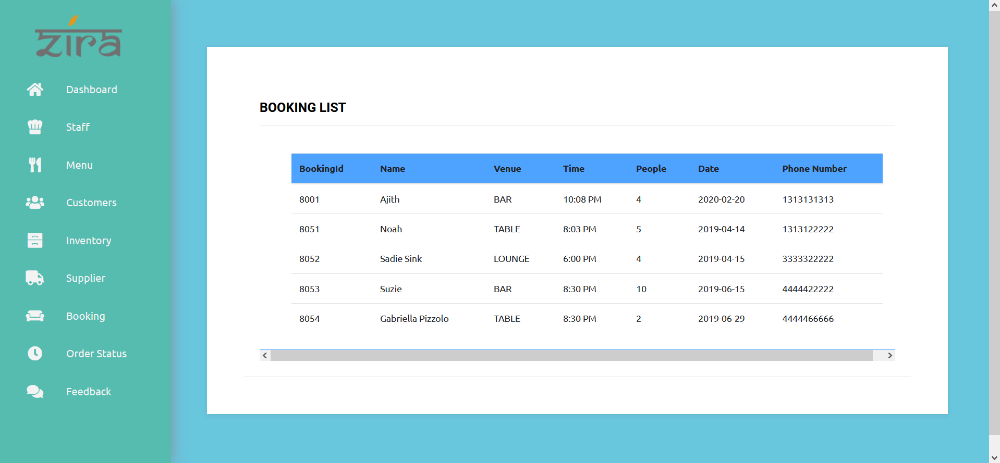 zira
Dashboard
Staff
Menu
Customers
Inventory
Supplier
Booking
Order Status
Feedback
BOOKING LIST
BookingId Name Venue Time People Date Phone Number
8001 Ajith BAR 10:08 PM 4 2020-02-20 1313131313
8051 Noah TABLE 8:03 PM 5 2019-04-14 1313122222
8052 Sadie Sink LOUNGE 6:00 PM 4 2019-04-15 3333322222
8053 Suzie BAR 8:30 PM 10 2019-06-15 4444422222
8054 Gabriella Pizzolo TABLE 8:30 PM 2 2019-06-29 4444466666